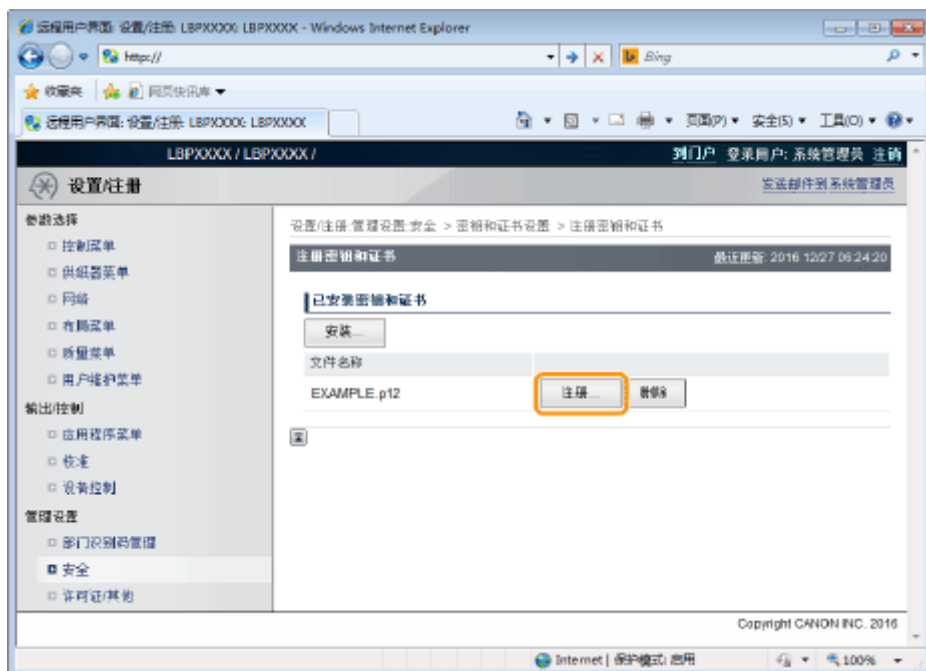 远程用户界面: 设置/注册: LBPXXXX: LBPXXXX - Windows Internet Explorer
http://
Bing
收藏夹 网页快讯库
远程用户界面: 设置/注册: LBPXXXX: LBPXXXX
页面(P) 安全(S) 工具(O)
LBPXXXX / LBPXXXX /
到门户 登录用户: 系统管理员 注销
设置/注册
发送邮件到系统管理员
参数选择
控制菜单
供纸器菜单
网络
布局菜单
质量菜单
用户维护菜单
输出/控制
应用程序菜单
校准
设备控制
管理设置
部门识别码管理
安全
许可证/其他
设置/注册:管理设置:安全 > 密钥和证书设置 > 注册密钥和证书
注册密钥和证书
最近更新: 2016 12/27 06:24:20
已安装密钥和证书
安装...
文件名称
EXAMPLE.p12
注册...
删除
Copyright CANON INC. 2016
Internet | 保护模式: 启用
100%